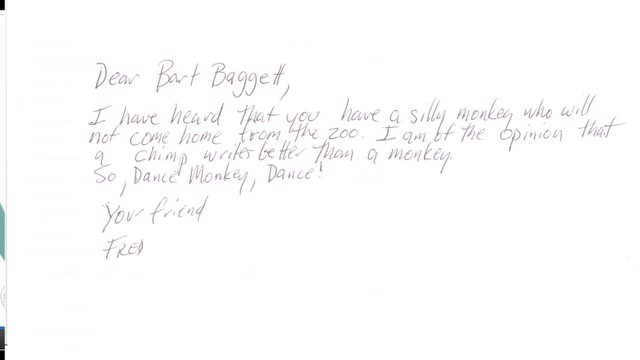 Dear Bart Baggett,
I have heard that you have a silly monkey who will
not come home from the zoo. I am of the opinion that
a chimp writes better than a monkey.
So, Dance Monkey, Dance!
Your friend
FRED